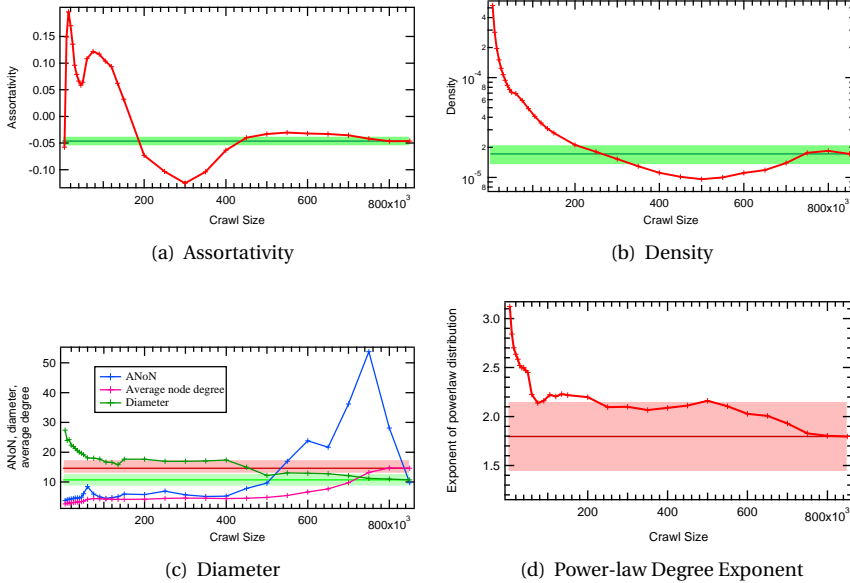 0.15
0.10
0.05
0.00
-0.05
-0.10
Assortativity
200
400
600
800x10³
Crawl Size
(a) Assortativity
4
2
10⁻⁴
8
6
4
2
10⁻⁵
8
Density
200
400
600
800x10³
Crawl Size
(b) Density
50
40
30
20
10
ANoN, diameter,
average degree
ANoN
Average node degree
Diameter
200
400
600
800x10³
Crawl Size
(c) Diameter
3.0
2.5
2.0
1.5
Exponent of powerlaw distribution
200
400
600
800x10³
Crawl Size
(d) Power-law Degree Exponent